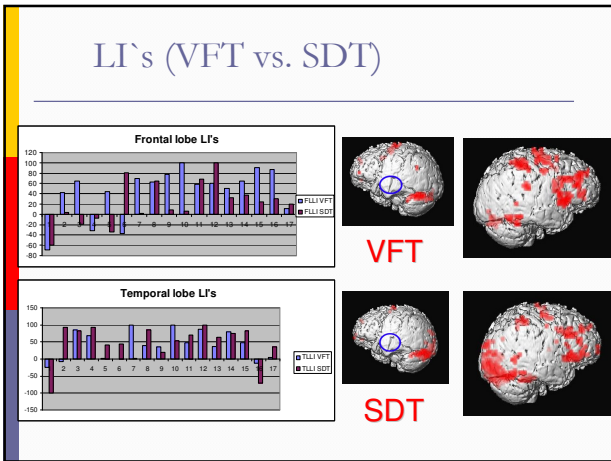 LI`s (VFT vs. SDT)
Frontal lobe LI's
120
100
80
60
40
20
0
-20
-40
-60
-80
1 2 3 4 5 6 7 8 9 10 11 12 13 14 15 16 17
FLLI VFT
FLLI SDT
VFT
Temporal lobe LI's
150
100
50
0
-50
-100
-150
1 2 3 4 5 6 7 8 9 10 11 12 13 14 15 16 17
TLLI VFT
TLLI SDT
SDT